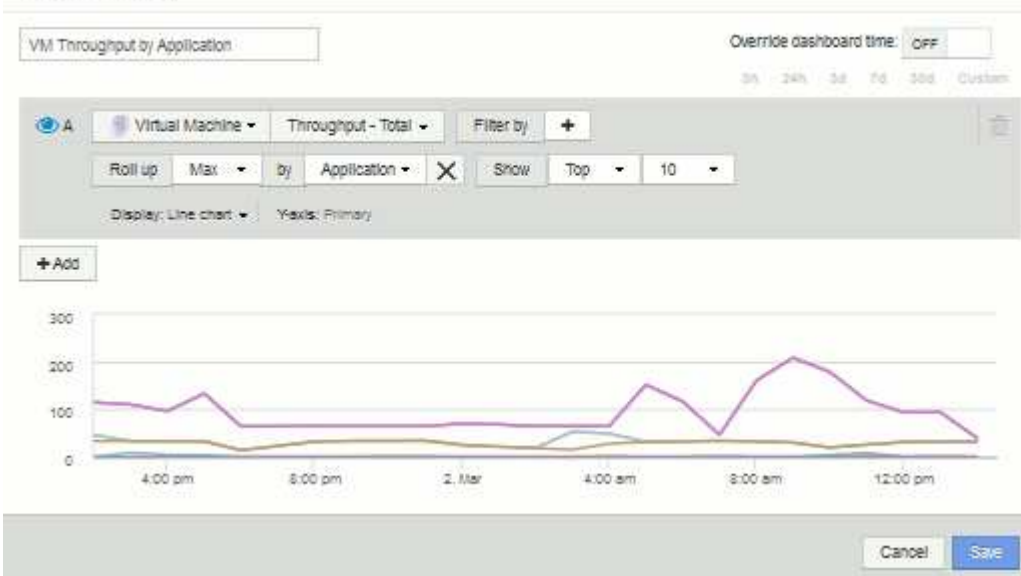 VM Throughput by Application
Override dashboard time: OFF
3h 24h 3d 7d 30d Custom
A Virtual Machine Throughput - Total Filter by +
Roll up Max by Application X Show Top 10
Display: Line chart Y-axis: Primary
+ Add
300
200
100
0
4:00 pm 8:00 pm 2. Mar 4:00 am 8:00 am 12:00 pm
Cancel Save